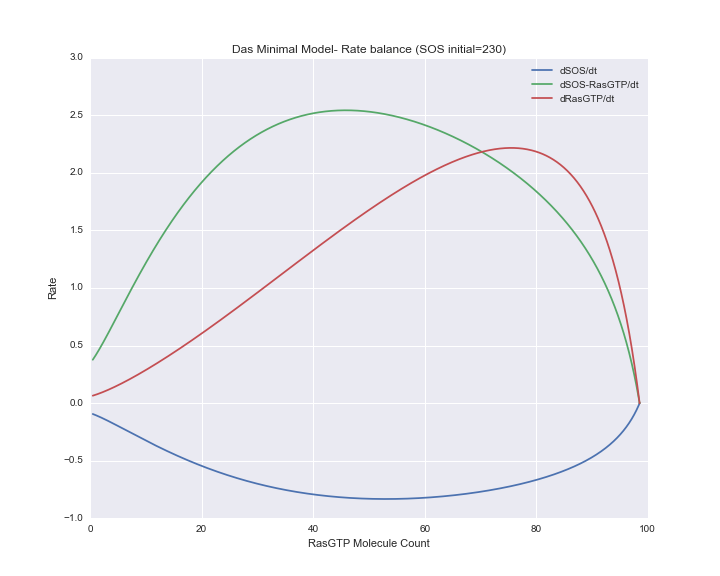 Das Minimal Model- Rate balance (SOS initial=230)
3.0
2.5
2.0
1.5
1.0
0.5
0.0
−0.5
−1.0
Rate
dSOS/dt
dSOS-RasGTP/dt
dRasGTP/dt
0 20 40 60 80 100
RasGTP Molecule Count